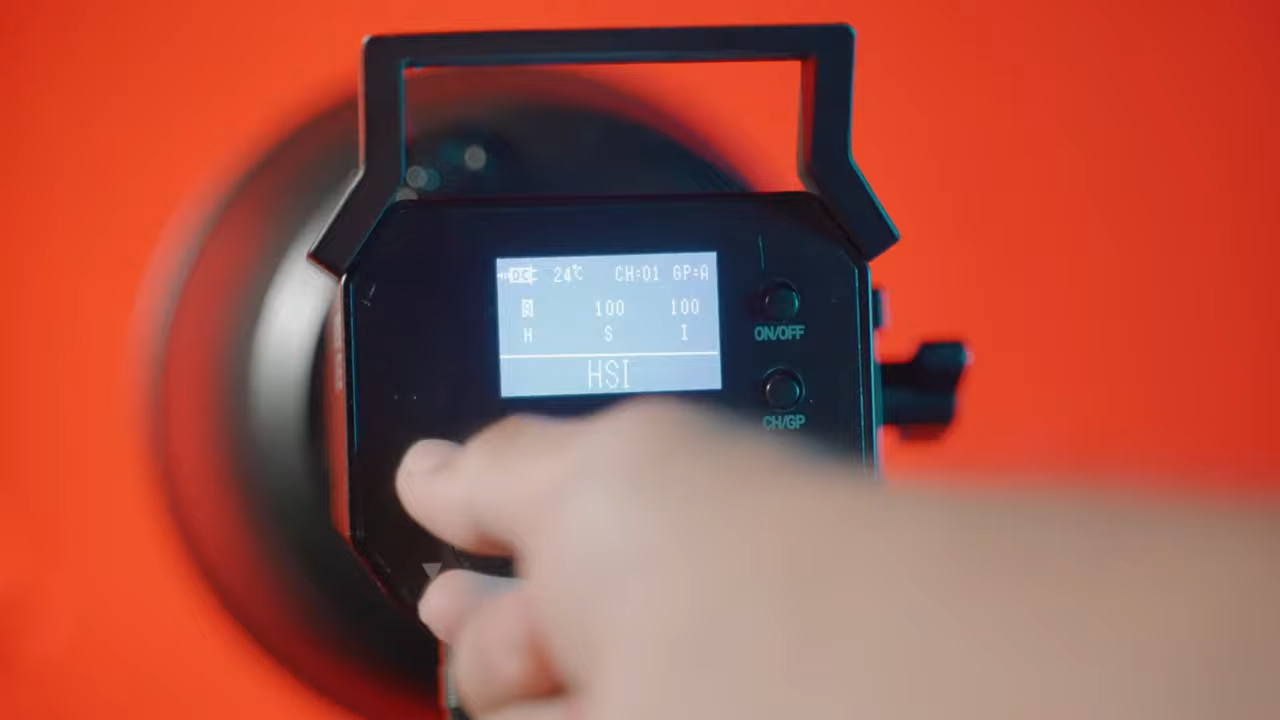 DC 24℃ CH:01 GP:A
100 100
H S I
HSI
ON/OFF
CH/GP